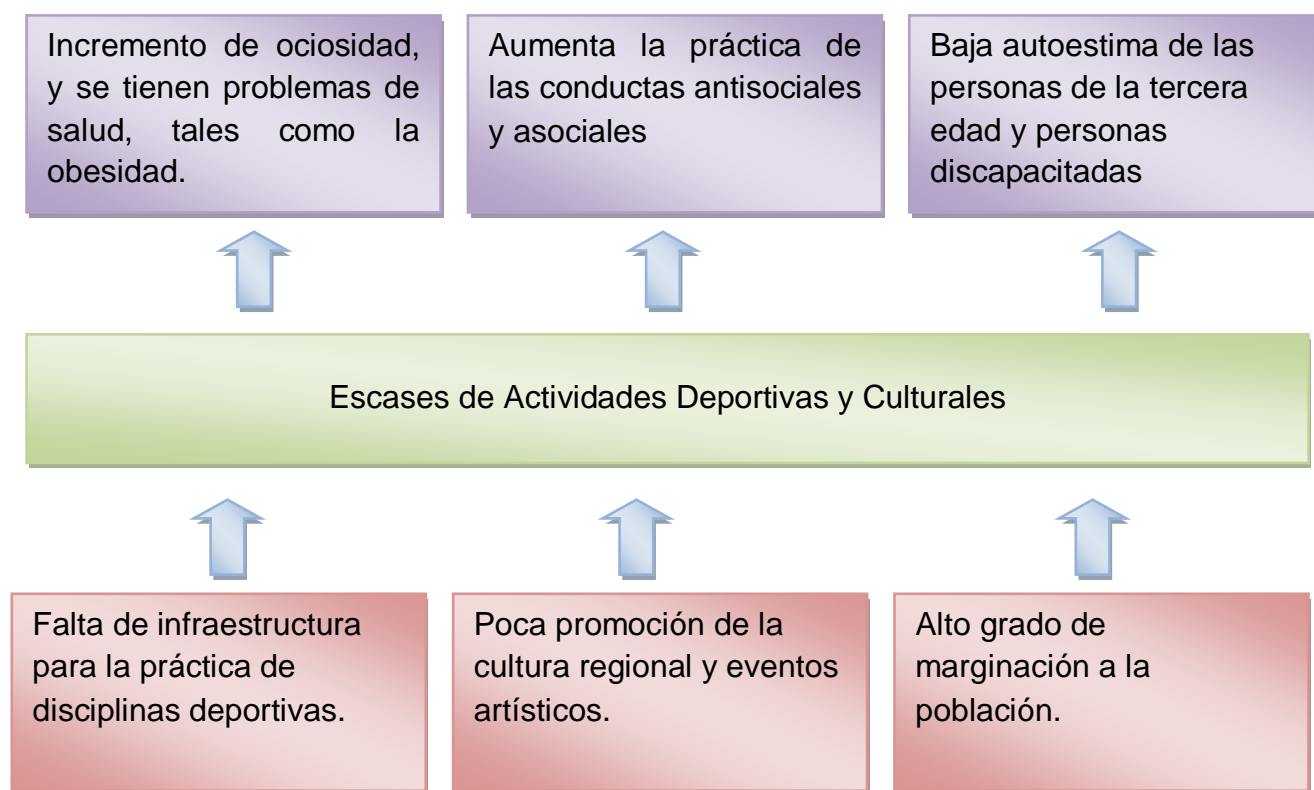 Incremento de ociosidad,
y se tienen problemas de
salud, tales como la
obesidad.
Aumenta la práctica de
las conductas antisociales
y asociales
Baja autoestima de las
personas de la tercera
edad y personas
discapacitadas
Escases de Actividades Deportivas y Culturales
Falta de infraestructura
para la práctica de
disciplinas deportivas.
Poca promoción de la
cultura regional y eventos
artísticos.
Alto grado de
marginación a la
población.